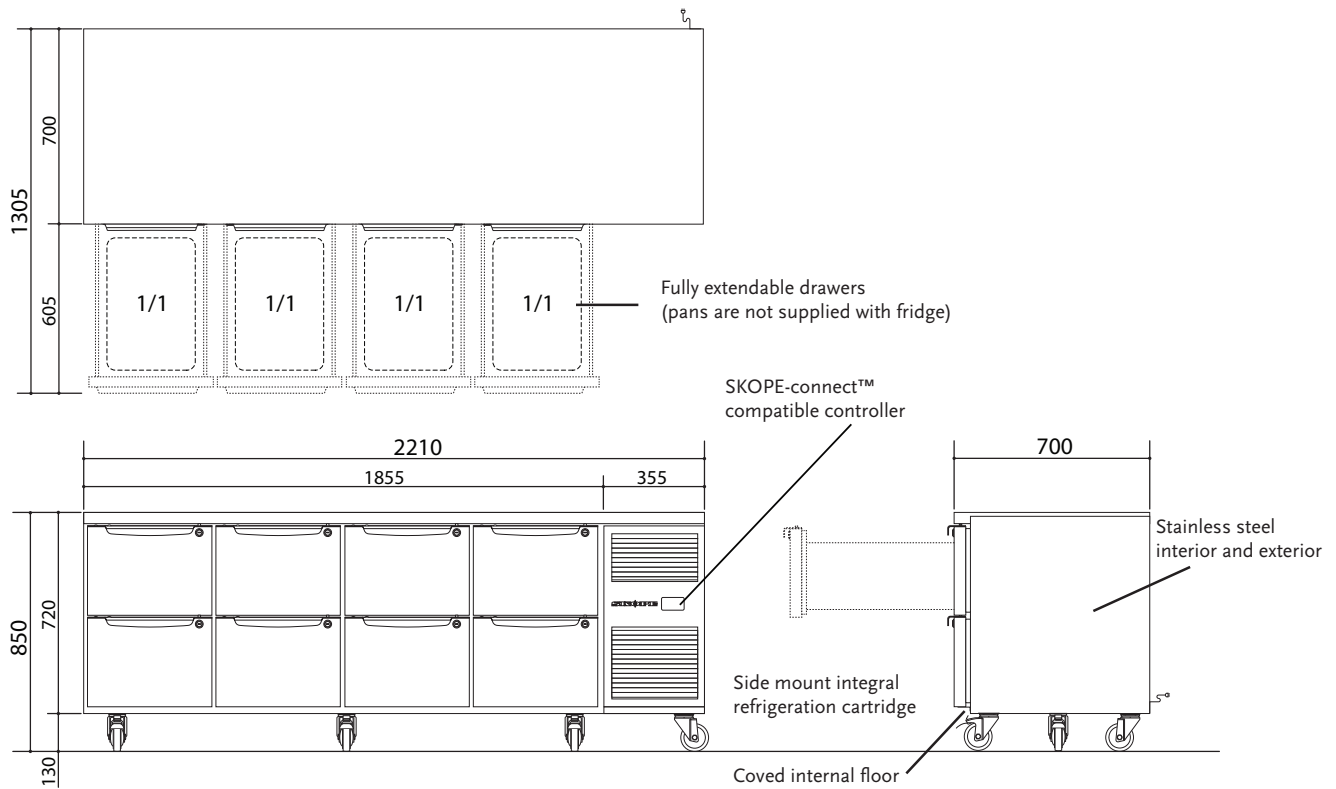 1305
700
605
1/1
1/1
1/1
1/1
Fully extendable drawers
(pans are not supplied with fridge)
SKOPE-connect™
compatible controller
2210
1855
355
850
720
130
SKOPE
Side mount integral
refrigeration cartridge
Coved internal floor
700
Stainless steel
interior and exterior